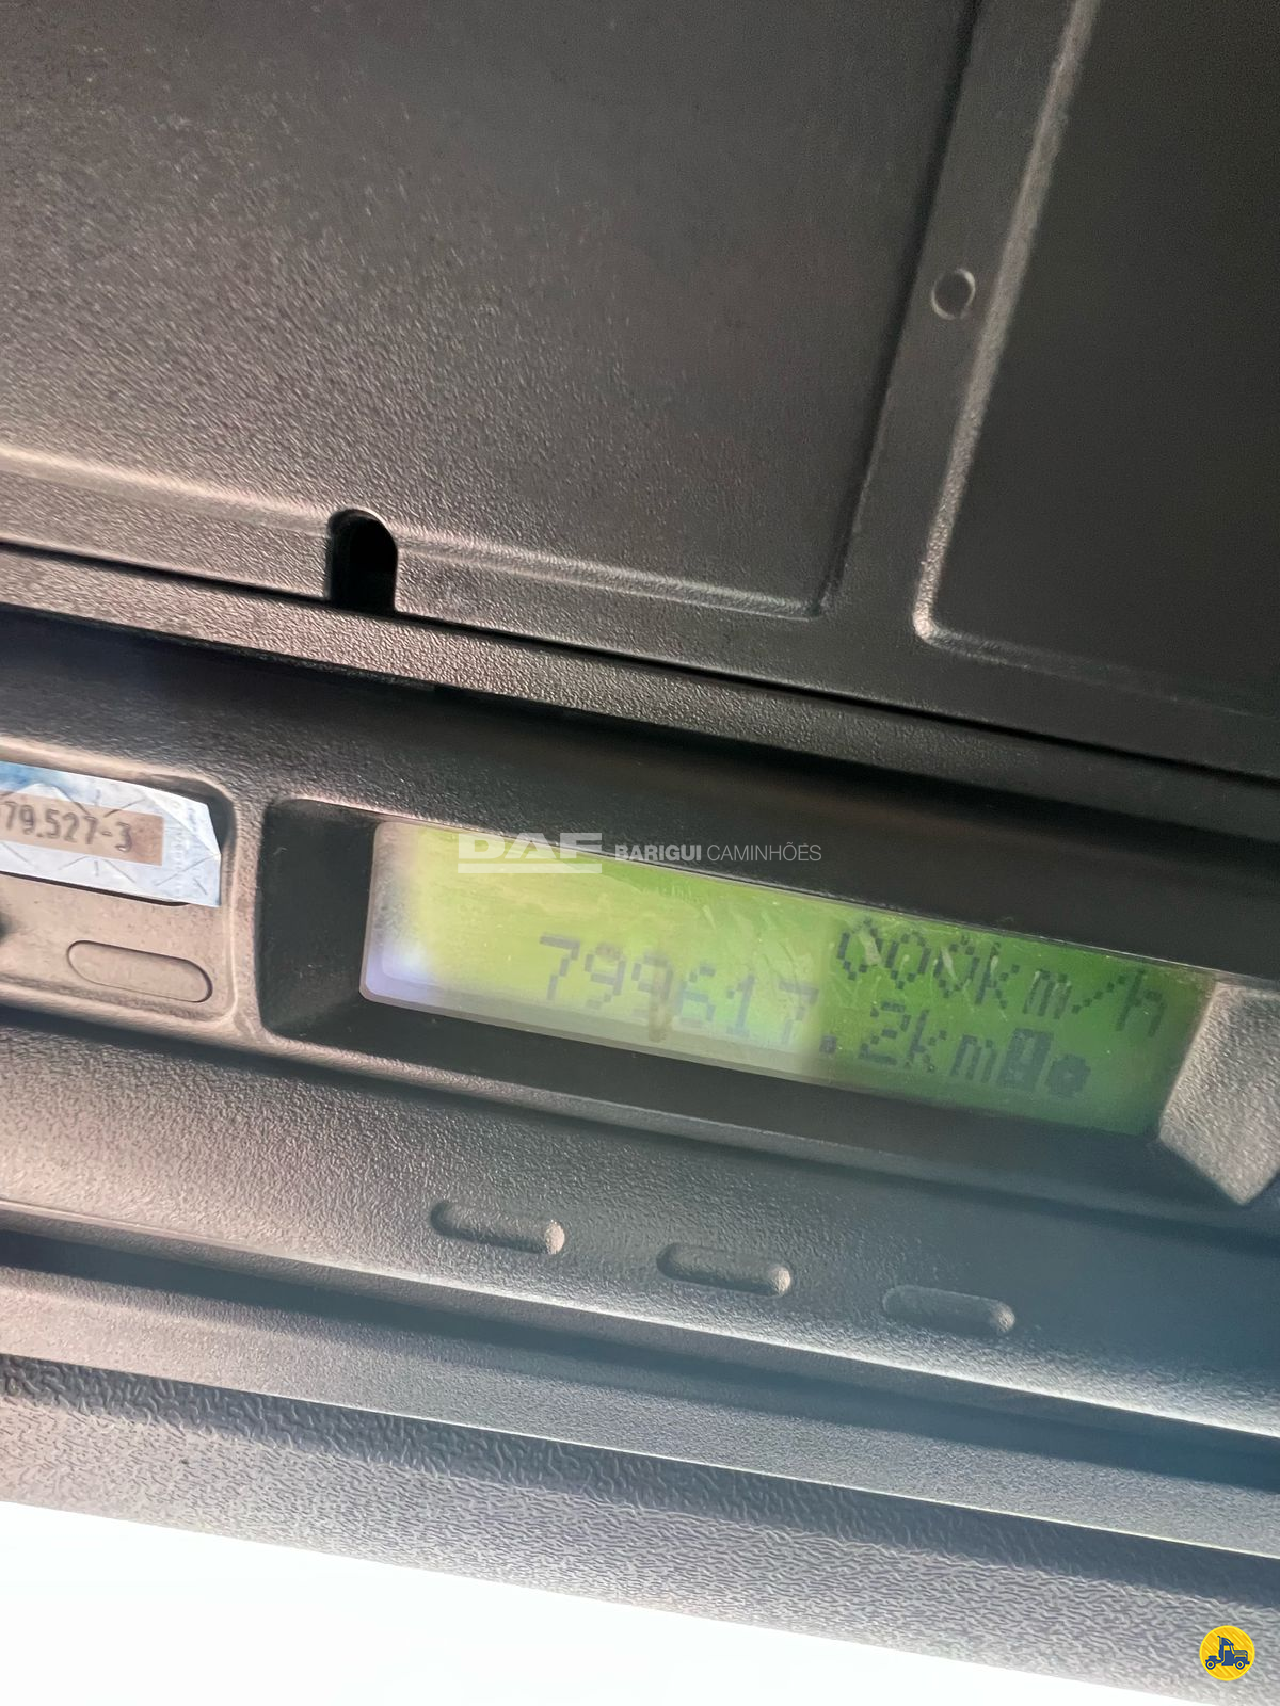 79.527-3
DAF BARIGUI CAMINHÕES
000km/h
799617.2km